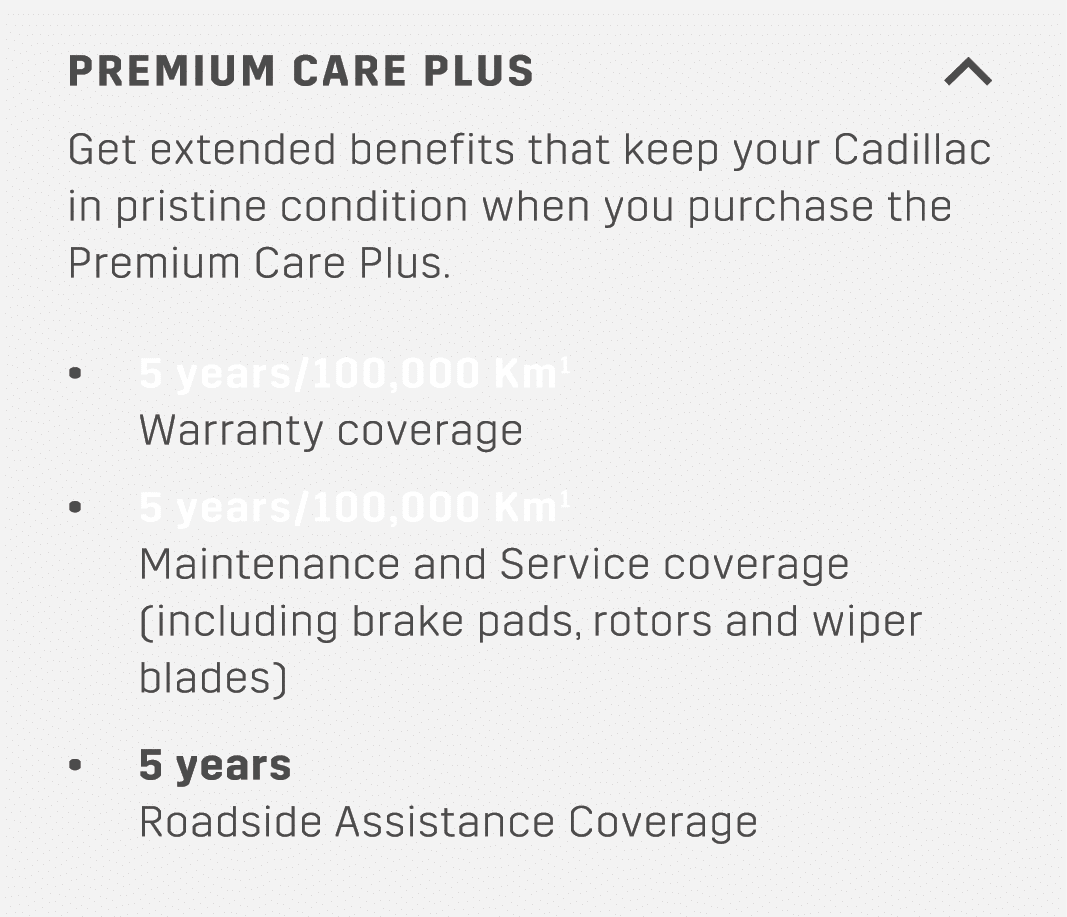 PREMIUM CARE PLUS
Get extended benefits that keep your Cadillac
in pristine condition when you purchase the
Premium Care Plus.
• 5 years/100,000 Km¹
Warranty coverage
• 5 years/100,000 Km¹
Maintenance and Service coverage
(including brake pads, rotors and wiper
blades)
• 5 years
Roadside Assistance Coverage